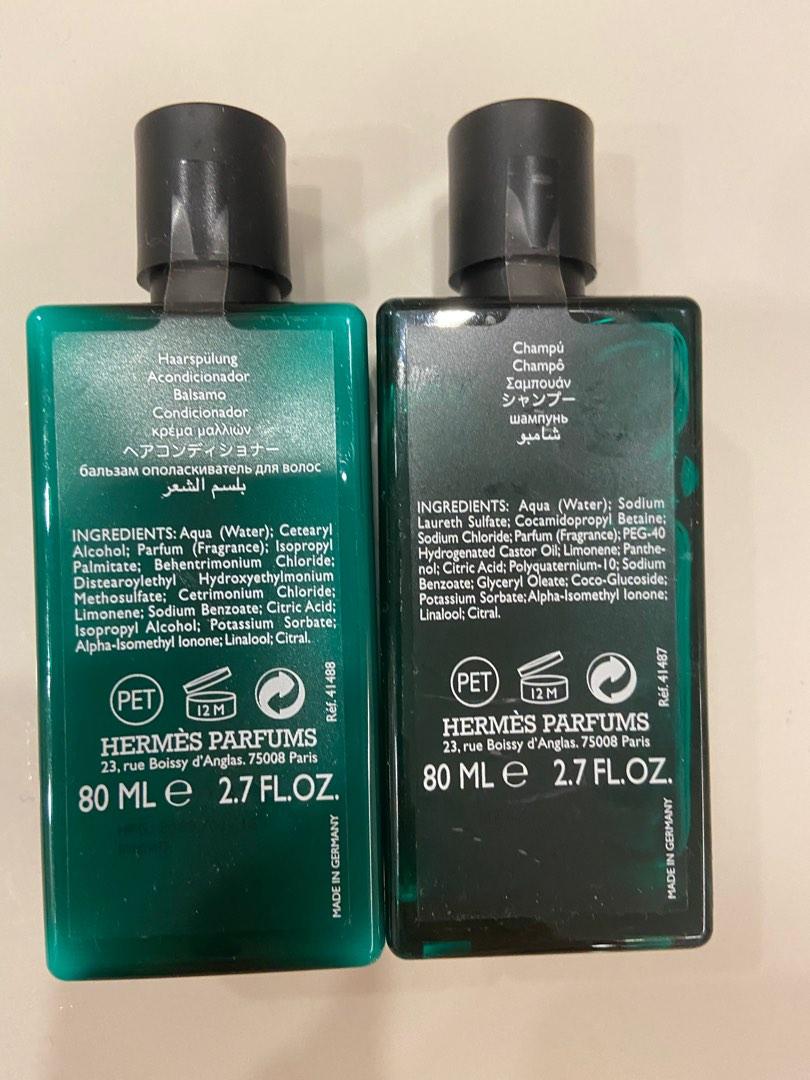 Haarspülung
Acondicionador
Balsamo
Condicionador
κρέμα μαλλιών
ヘアコンディショナー
бальзам ополаскиватель для волос
بلسم الشعر
INGREDIENTS: Aqua (Water); Cetearyl
Alcohol; Parfum (Fragrance); Isopropyl
Palmitate; Behentrimonium Chloride;
Distearoylethyl Hydroxyethylmonium
Methosulfate; Cetrimonium Chloride;
Limonene; Sodium Benzoate; Citric Acid;
Isopropyl Alcohol; Potassium Sorbate;
Alpha-Isomethyl Ionone; Linalool; Citral.
PET
12 M
Réf. 41488
HERMÈS PARFUMS
23, rue Boissy d'Anglas. 75008 Paris
80 ML e 2.7 FL.OZ.
MADE IN GERMANY
Champú
Champô
Σαμπουάν
シャンプー
шампунь
شامبو
INGREDIENTS: Aqua (Water); Sodium
Laureth Sulfate; Cocamidopropyl Betaine;
Sodium Chloride; Parfum (Fragrance); PEG-40
Hydrogenated Castor Oil; Limonene; Panthe-
nol; Citric Acid; Polyquaternium-10; Sodium
Benzoate; Glyceryl Oleate; Coco-Glucoside;
Potassium Sorbate; Alpha-Isomethyl Ionone;
Linalool; Citral.
PET
12 M
Réf. 41487
HERMÈS PARFUMS
23, rue Boissy d'Anglas. 75008 Paris
80 ML e 2.7 FL.OZ.
MADE IN GERMANY